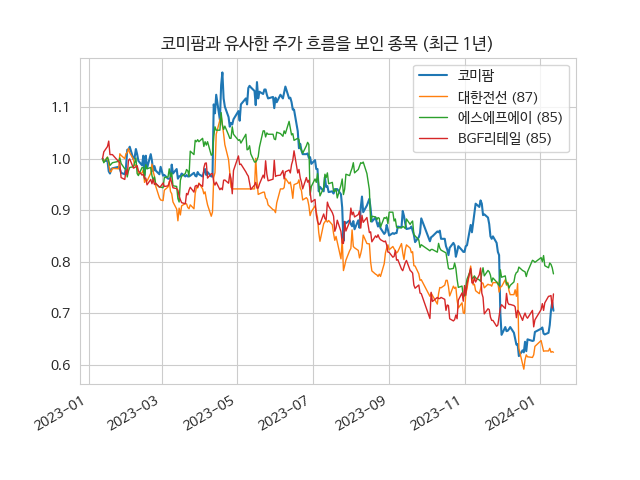 코미팜과 유사한 주가 흐름을 보인 종목 (최근 1년)
코미팜
대한전선 (87)
에스에프에이 (85)
BGF리테일 (85)
1.1
1.0
0.9
0.8
0.7
0.6
2023-01
2023-03
2023-05
2023-07
2023-09
2023-11
2024-01